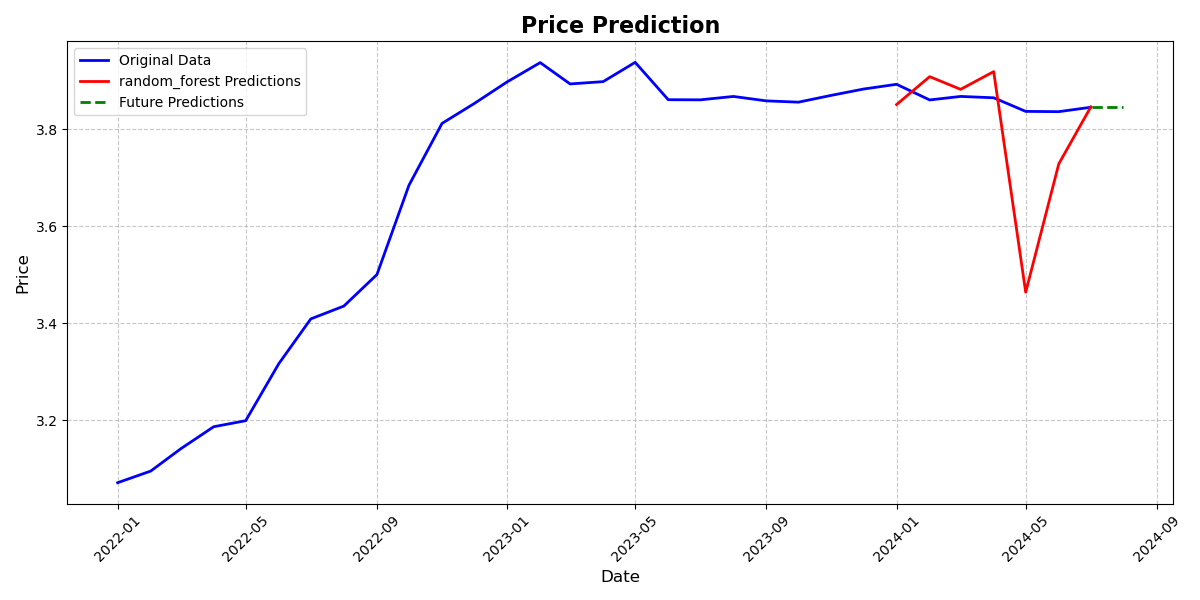 Price Prediction
Original Data
random_forest Predictions
Future Predictions
Price
3.8
3.6
3.4
3.2
2022-01
2022-05
2022-09
2023-01
2023-05
2023-09
2024-01
2024-05
2024-09
Date